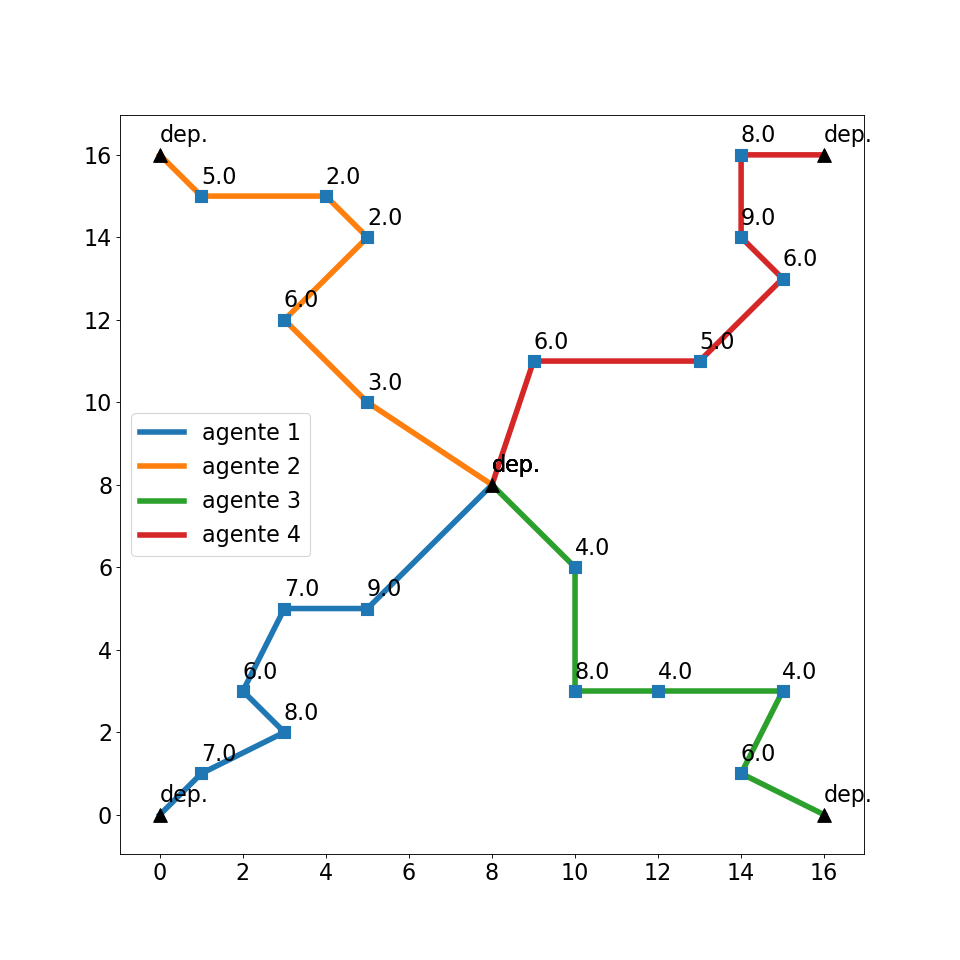 dep. 8.0 dep.
16
5.0 2.0
2.0 9.0
14
6.0
6.0
12
6.0 5.0
3.0
10
agente 1
agente 2
agente 3
agente 4
dep.
8
4.0
6
7.0 9.0
4
6.0 8.0 4.0 4.0
8.0
2
7.0 6.0
dep. dep.
0
0 2 4 6 8 10 12 14 16